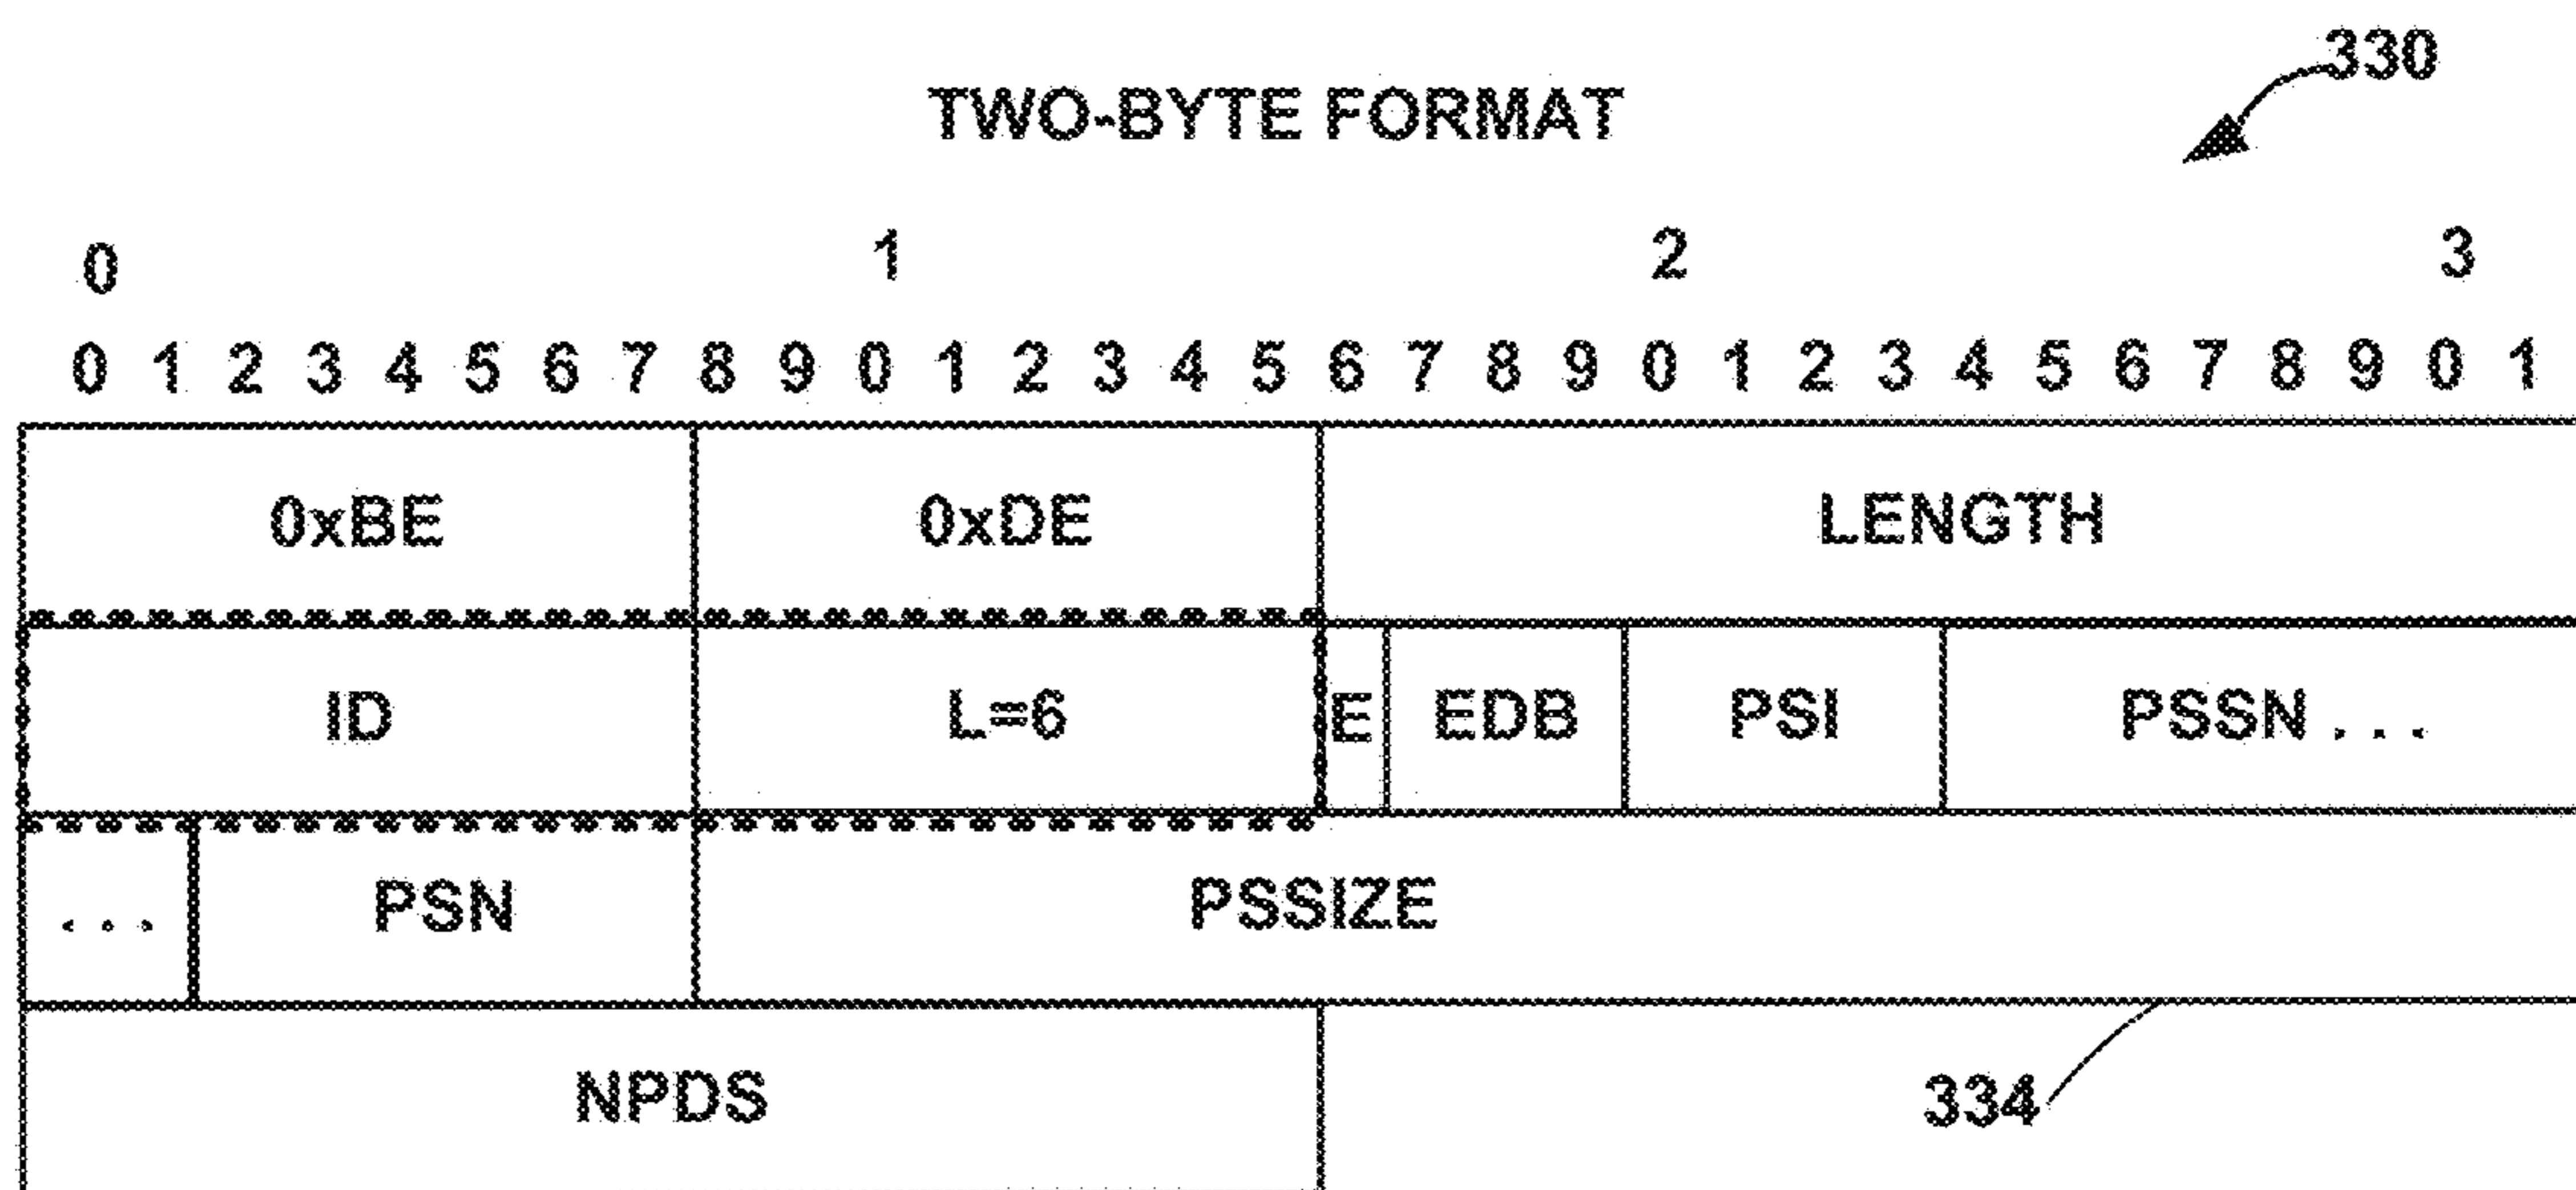 330
TWO-BYTE FORMAT
0 1 2 3
0 1 2 3 4 5 6 7 8 9 0 1 2 3 4 5 6 7 8 9 0 1 2 3 4 5 6 7 8 9 0 1
0xBE 0xDE LENGTH
ID L=6 E EDB PSI PSSN . . .
. . . PSN PSSIZE
NPDS 334